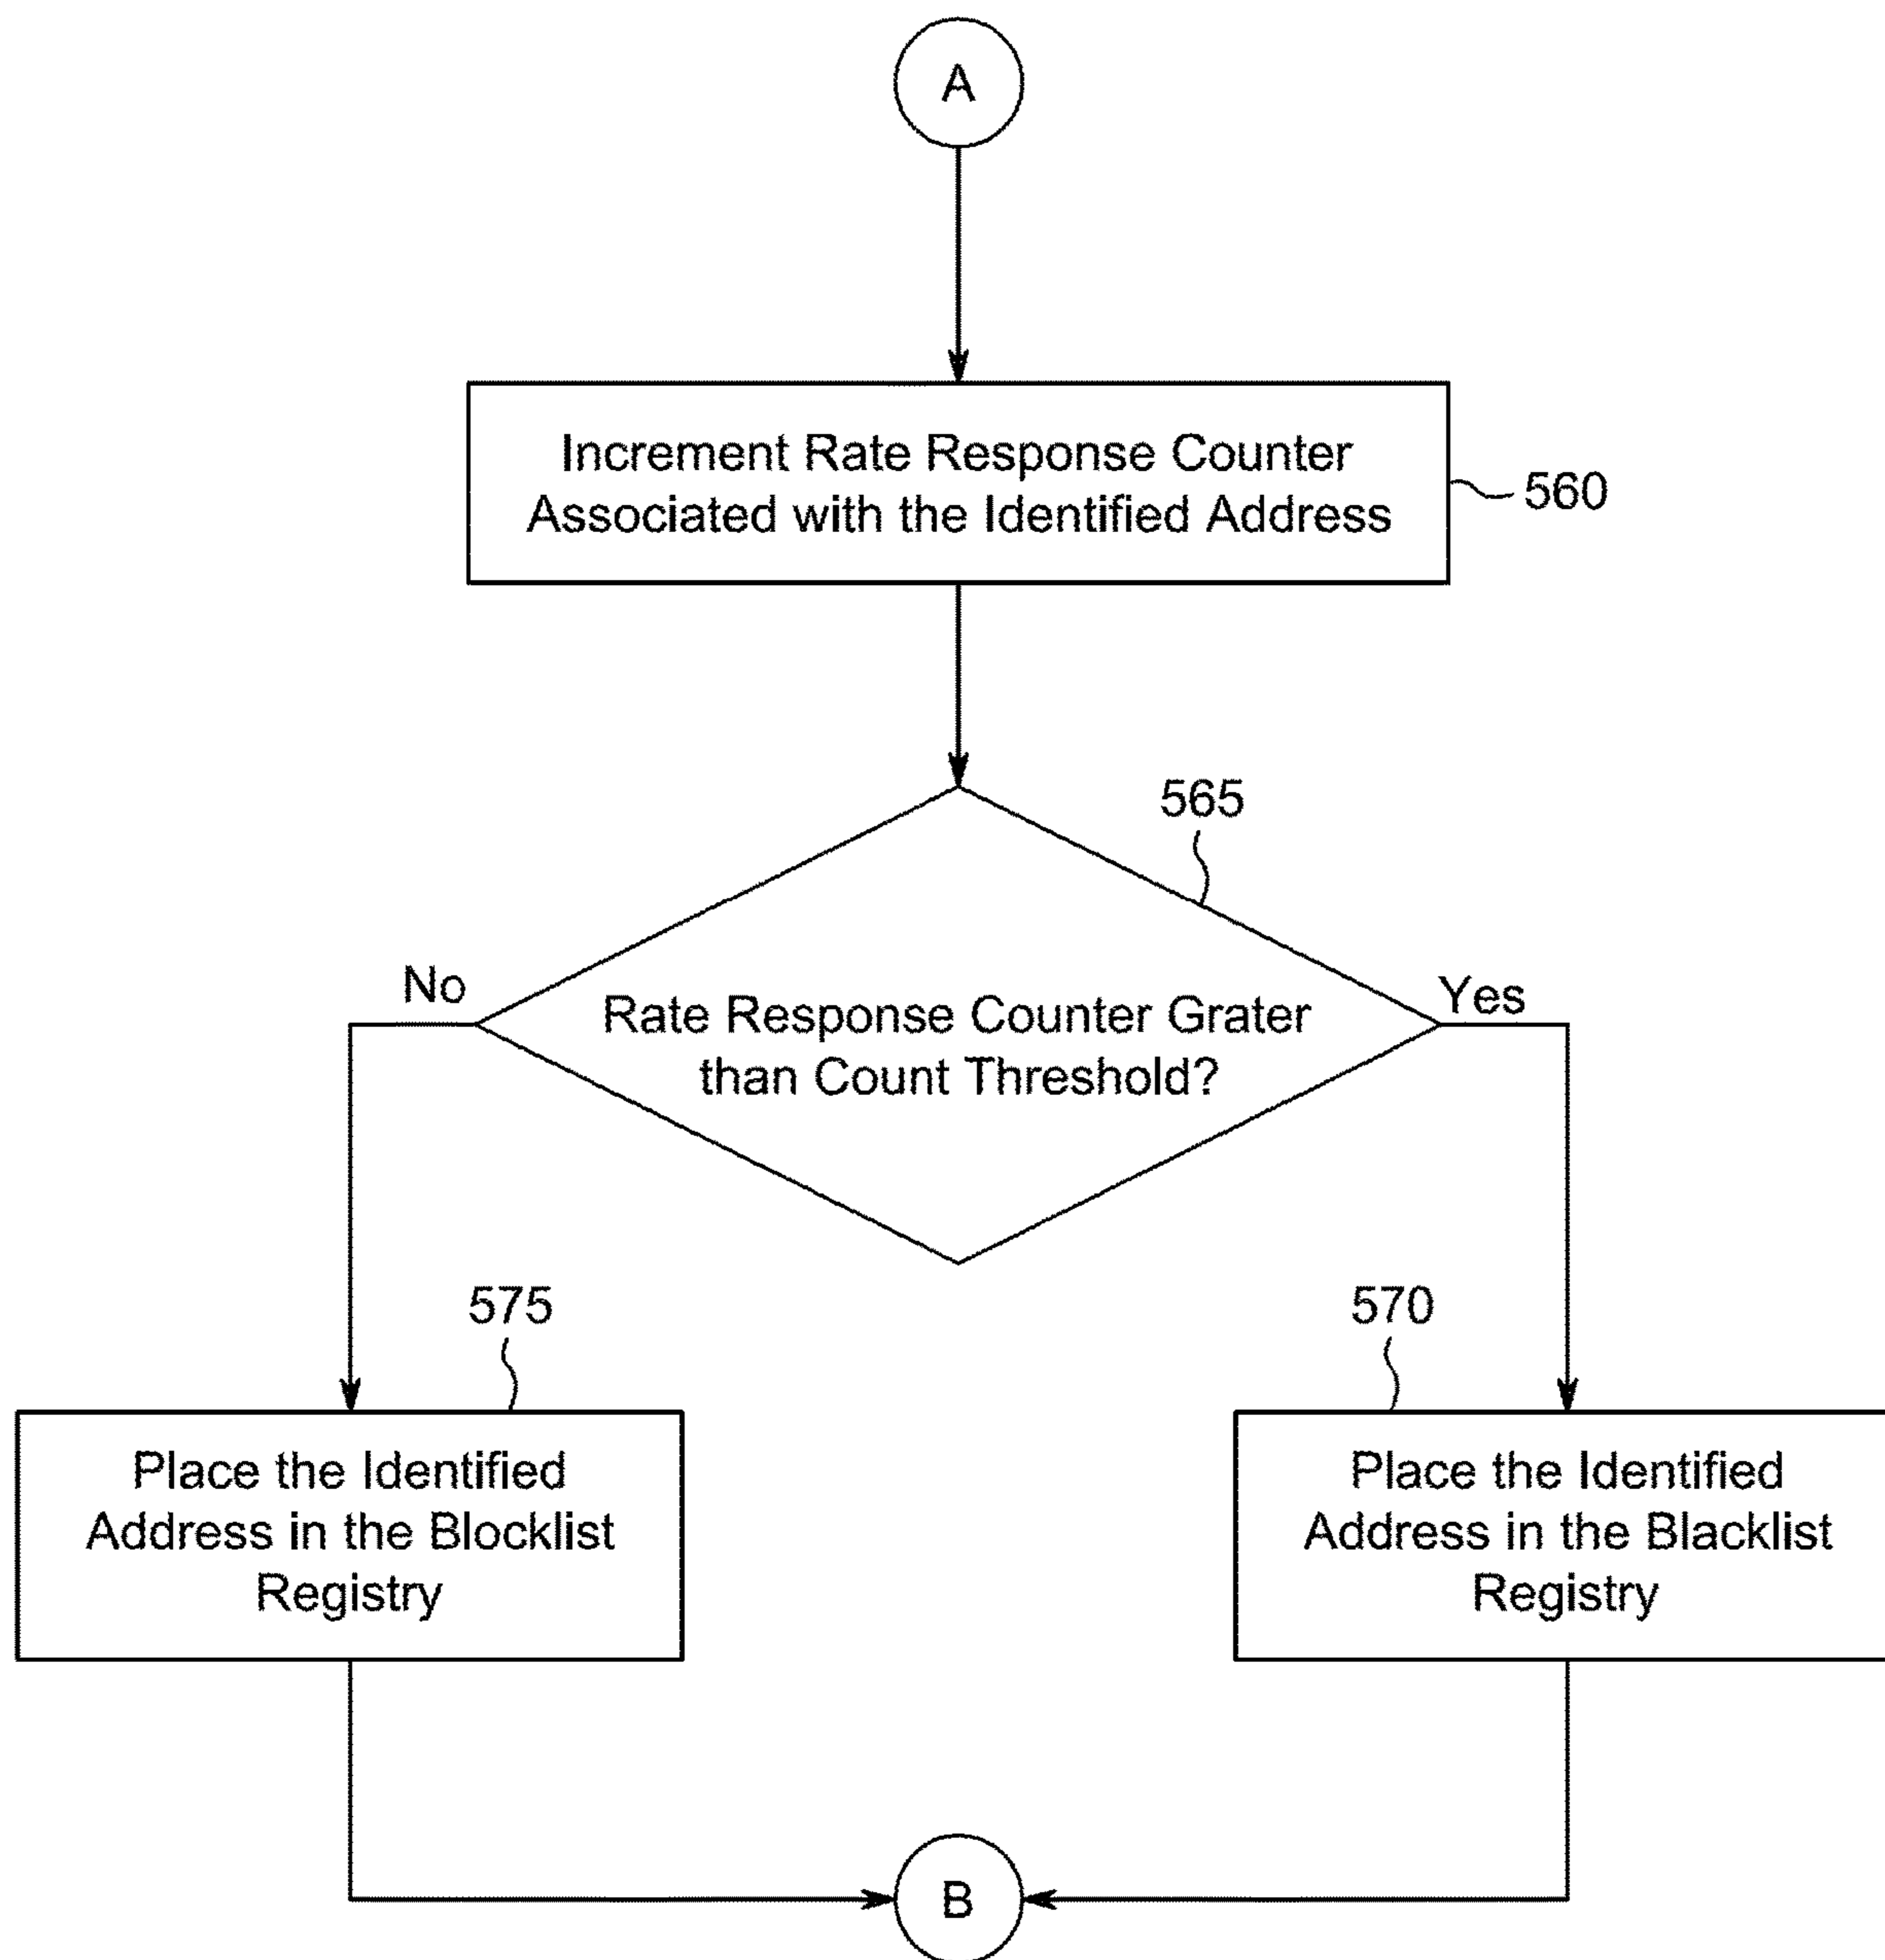 A
Increment Rate Response Counter
Associated with the Identified Address
560
565
No
Yes
Rate Response Counter Grater
than Count Threshold?
575
570
Place the Identified
Address in the Blocklist
Registry
Place the Identified
Address in the Blacklist
Registry
B